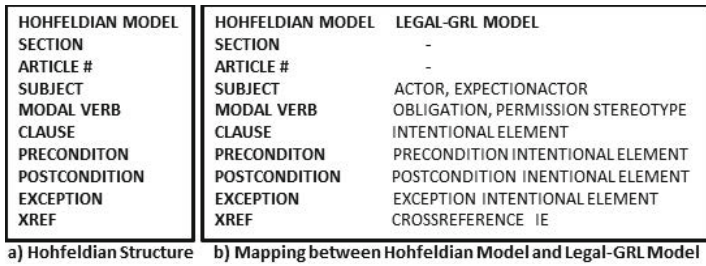 HOHFELDIAN MODEL
SECTION
ARTICLE #
SUBJECT
MODAL VERB
CLAUSE
PRECONDITON
POSTCONDITION
EXCEPTION
XREF
a) Hohfeldian Structure
HOHFELDIAN MODEL LEGAL-GRL MODEL
SECTION -
ARTICLE # -
SUBJECT ACTOR, EXPECTIONACTOR
MODAL VERB OBLIGATION, PERMISSION STEREOTYPE
CLAUSE INTENTIONAL ELEMENT
PRECONDITON PRECONDITION INTENTIONAL ELEMENT
POSTCONDITION POSTCONDITION INENTIONAL ELEMENT
EXCEPTION EXCEPTION INTENTIONAL ELEMENT
XREF CROSSREFERENCE IE
b) Mapping between Hohfeldian Model and Legal-GRL Model